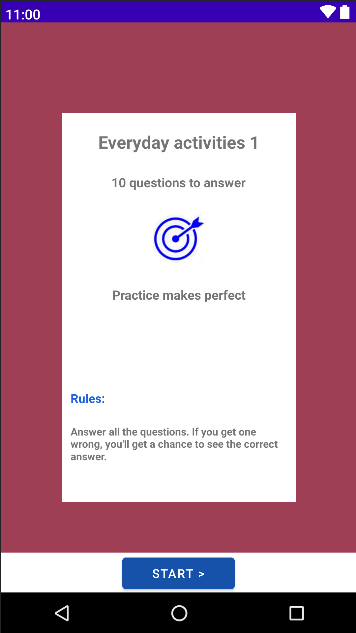 11:00
Everyday activities 1
10 questions to answer
Practice makes perfect
Rules:
Answer all the questions. If you get one
wrong, you'll get a chance to see the correct
answer.
START >